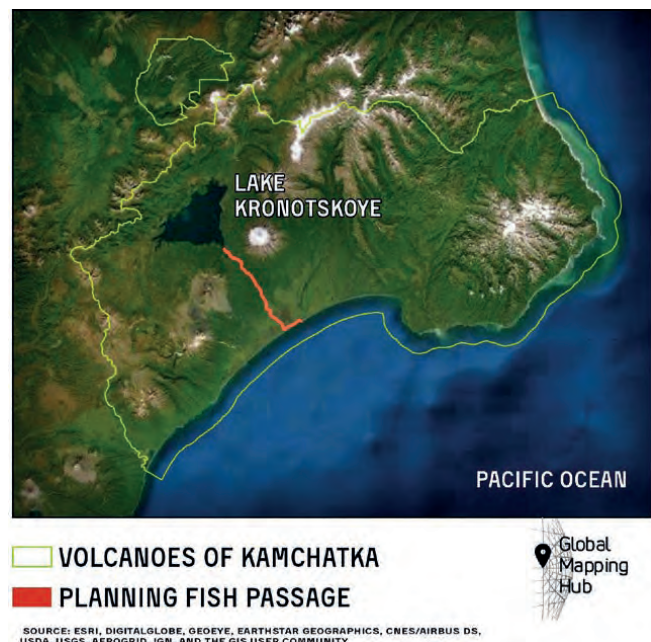 LAKE
KRONOTSKOYE
PACIFIC OCEAN
VOLCANOES OF KAMCHATKA
PLANNING FISH PASSAGE
Global
Mapping
Hub
SOURCE: ESRI, DIGITALGLOBE, GEOEYE, EARTHSTAR GEOGRAPHICS, CNES/AIRBUS DS,
USDA, USGS, AEROGRID, IGN, AND THE GIS USER COMMUNITY